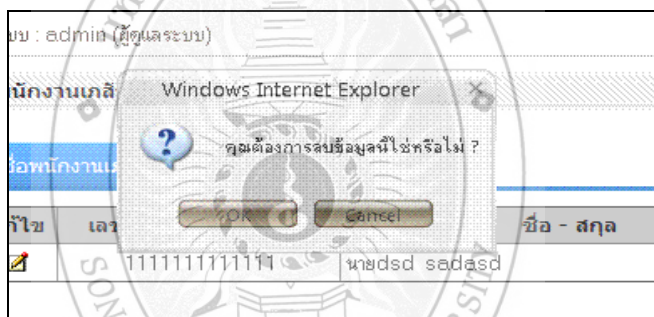 ระบบ : admin (ผู้ดูแลระบบ)
พนักงานเภสั
Windows Internet Explorer
คุณต้องการลบข้อมูลนี้ใช่หรือไม่ ?
OK Cancel
ชื่อพนักงานเภ
แก้ไข เลข ชื่อ - สกุล
1111111111111 นายdsd sadasd